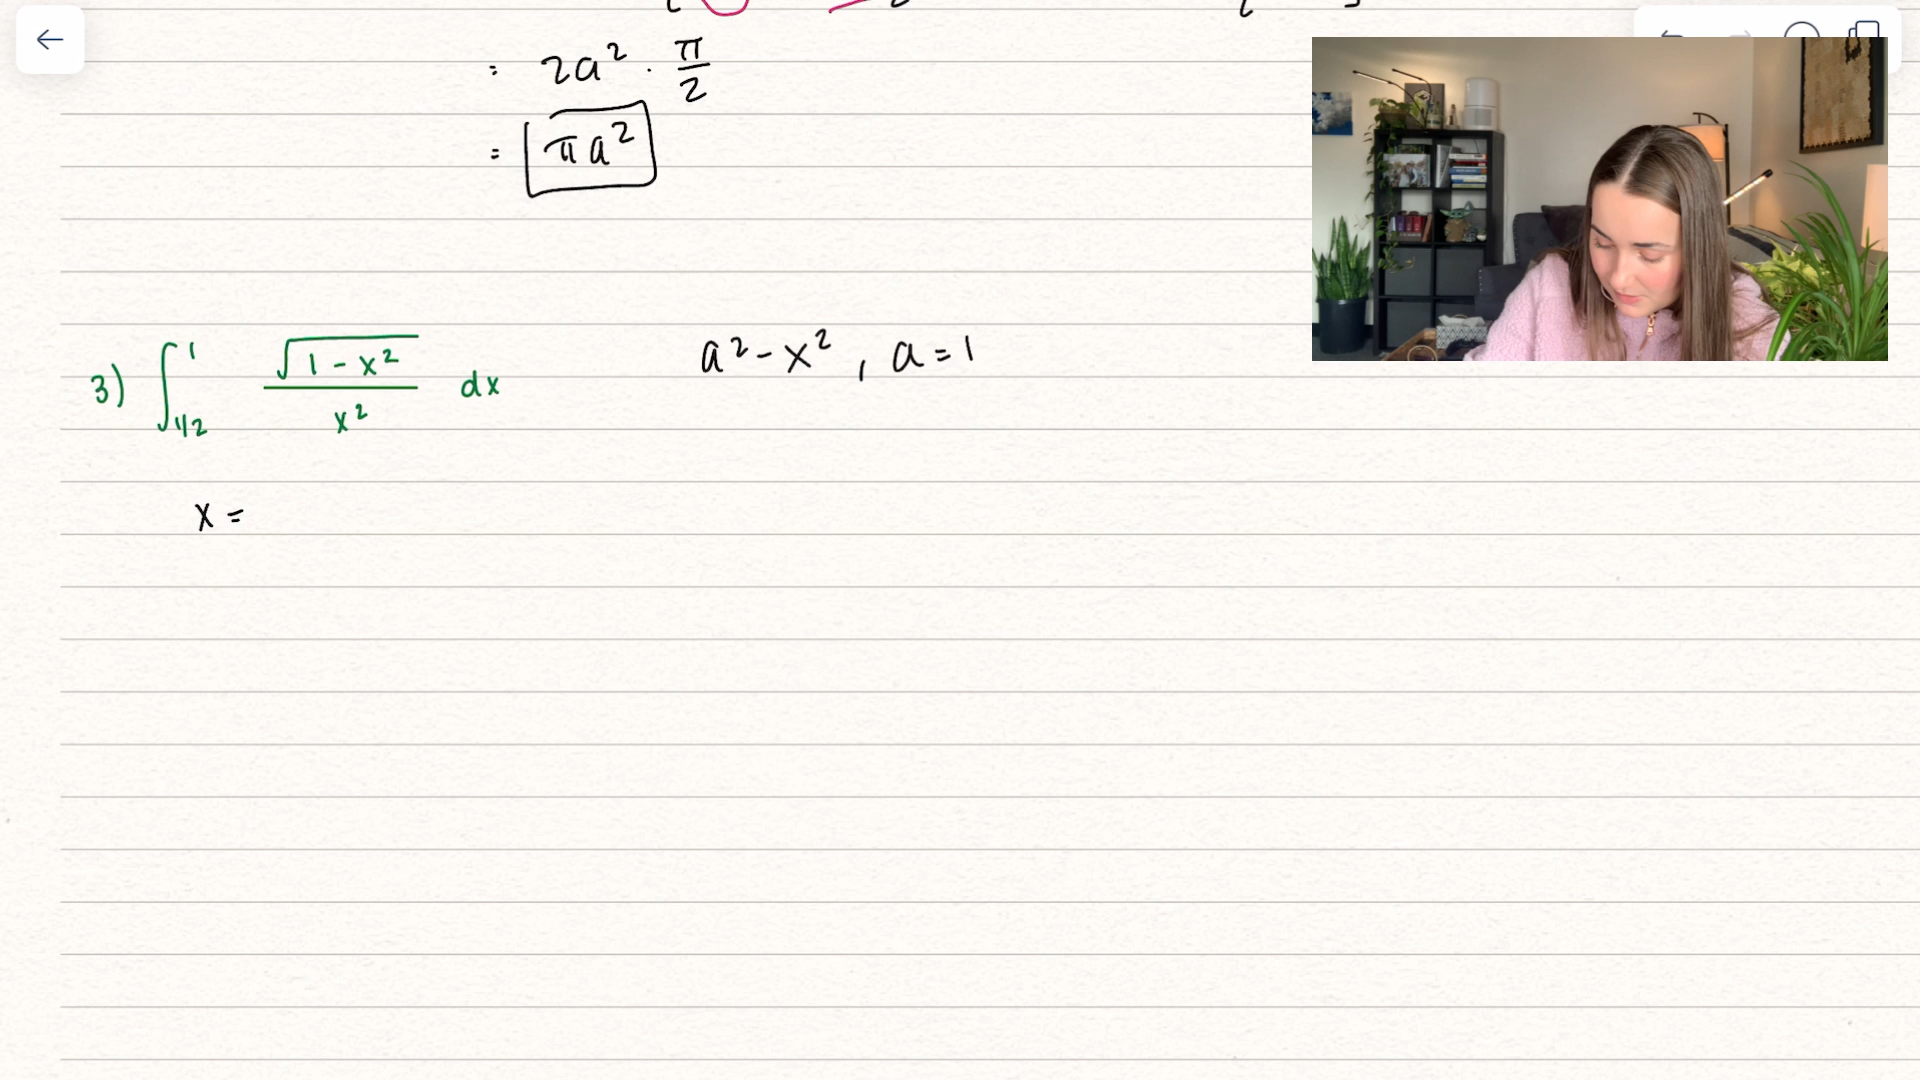 = 2a² · π/2
= πa²
3) ∫_{1/2}^{1} √(1 - x²) / x² dx
a² - x² , a = 1
x =